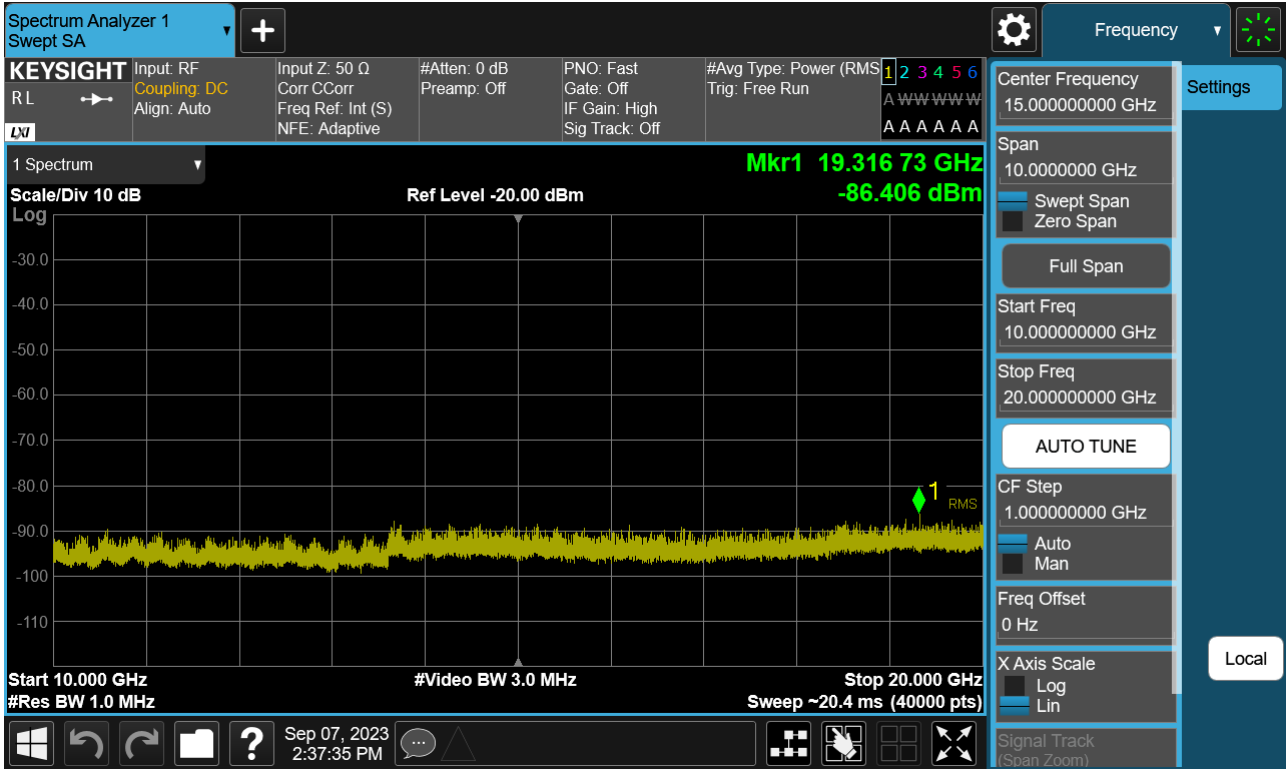 Spectrum Analyzer 1
Swept SA
Frequency
KEYSIGHT
R L
LXI
Input: RF
Coupling: DC
Align: Auto
Input Z: 50 Ω
Corr CCorr
Freq Ref: Int (S)
NFE: Adaptive
#Atten: 0 dB
Preamp: Off
PNO: Fast
Gate: Off
IF Gain: High
Sig Track: Off
#Avg Type: Power (RMS
Trig: Free Run
1 2 3 4 5 6
A W W W W W
A A A A A A
1 Spectrum
Mkr1 19.316 73 GHz
Scale/Div 10 dB
Ref Level -20.00 dBm
-86.406 dBm
Log
-30.0
-40.0
-50.0
-60.0
-70.0
-80.0
-90.0
-100
-110
1
RMS
Start 10.000 GHz
#Video BW 3.0 MHz
Stop 20.000 GHz
#Res BW 1.0 MHz
Sweep ~20.4 ms (40000 pts)
?
Sep 07, 2023
2:37:35 PM
Center Frequency
15.000000000 GHz
Span
10.0000000 GHz
Swept Span
Zero Span
Full Span
Start Freq
10.000000000 GHz
Stop Freq
20.000000000 GHz
AUTO TUNE
CF Step
1.000000000 GHz
Auto
Man
Freq Offset
0 Hz
X Axis Scale
Log
Lin
Signal Track
(Span Zoom)
Settings
Local